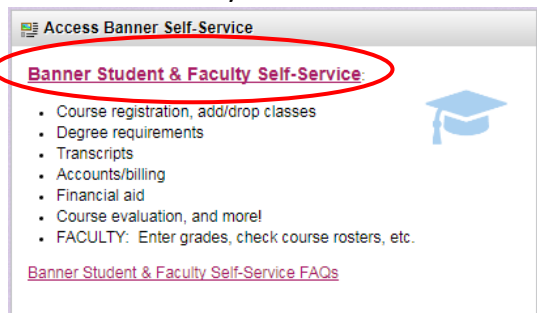 Access Banner Self-Service
Banner Student & Faculty Self-Service:
• Course registration, add/drop classes
• Degree requirements
• Transcripts
• Accounts/billing
• Financial aid
• Course evaluation, and more!
• FACULTY: Enter grades, check course rosters, etc.
Banner Student & Faculty Self-Service FAQs